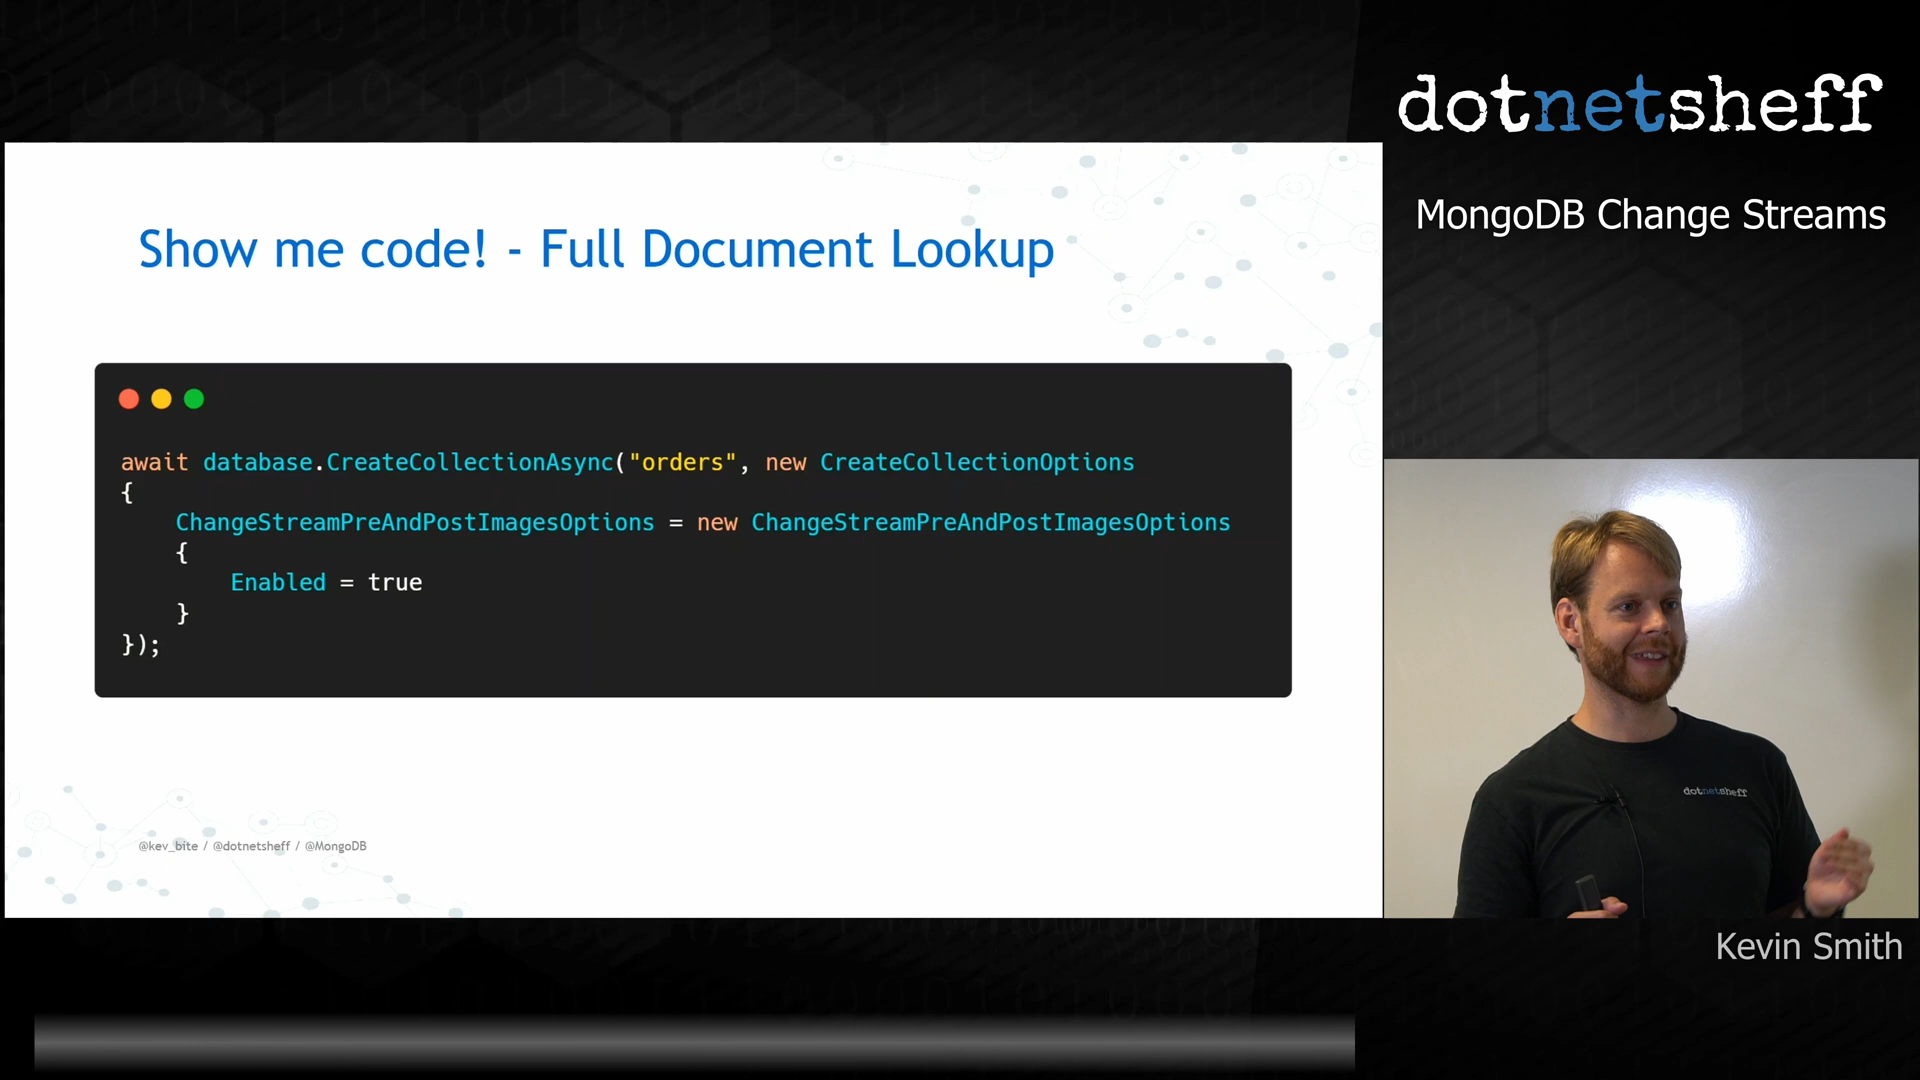 dotnetsheff
MongoDB Change Streams
Show me code! - Full Document Lookup
await database.CreateCollectionAsync("orders", new CreateCollectionOptions
{
    ChangeStreamPreAndPostImagesOptions = new ChangeStreamPreAndPostImagesOptions
    {
        Enabled = true
    }
});
@kev_bite / @dotnetsheff / @MongoDB
dotnetsheff
Kevin Smith